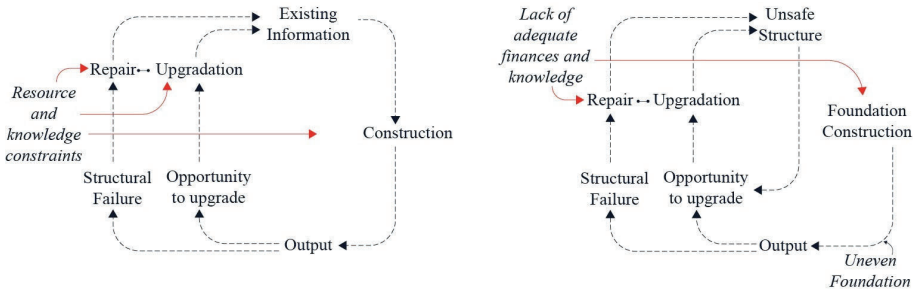 Existing
Information
Repair
Upgradation
Resource
and
knowledge
constraints
Construction
Structural
Failure
Opportunity
to upgrade
Output
Lack of
adequate
finances and
knowledge
Unsafe
Structure
Repair
Upgradation
Foundation
Construction
Structural
Failure
Opportunity
to upgrade
Output
Uneven
Foundation